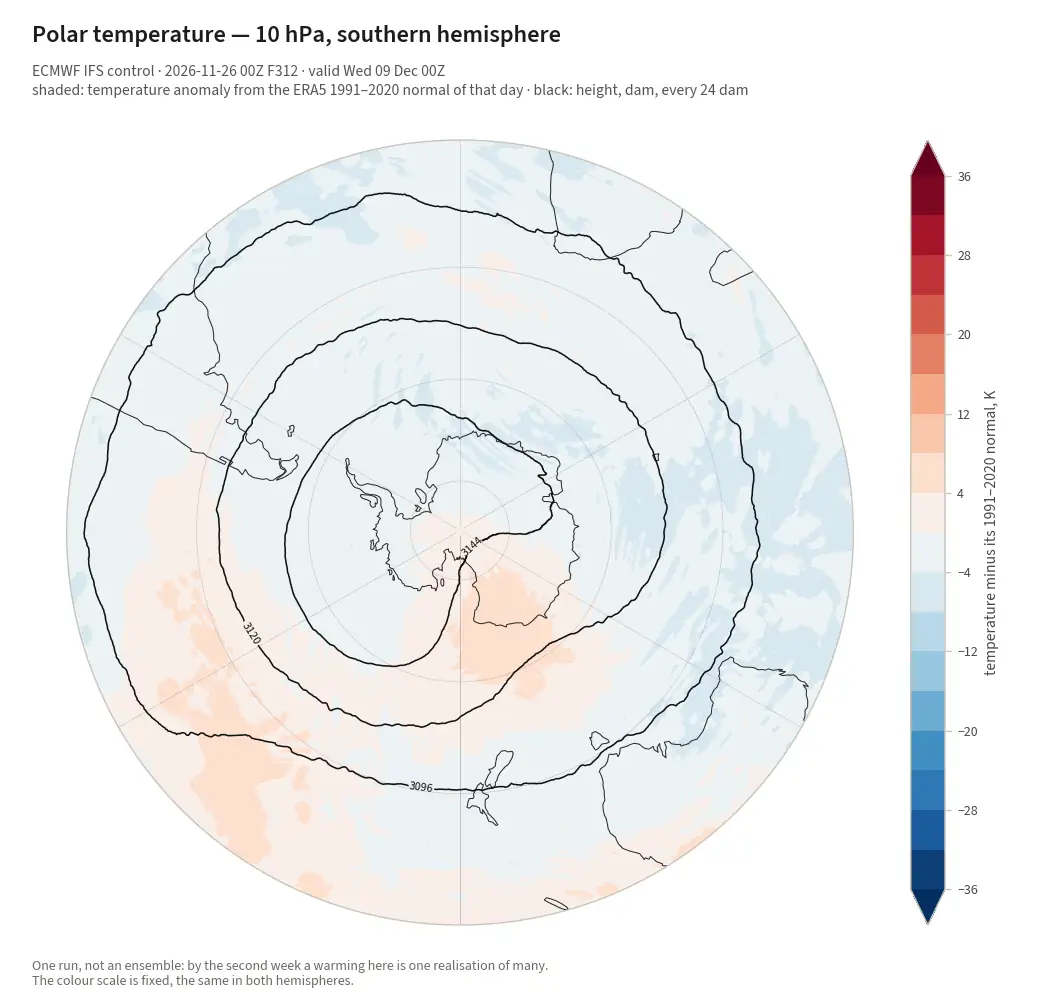 Polar temperature — 10 hPa, southern hemisphere
ECMWF IFS control · 2026-11-26 00Z F312 · valid Wed 09 Dec 00Z
shaded: temperature anomaly from the ERA5 1991–2020 normal of that day · black: height, dam, every 24 dam
36
28
20
12
4
−4
−12
−20
−28
−36
temperature minus its 1991–2020 normal, K
3144
3120
3096
One run, not an ensemble: by the second week a warming here is one realisation of many.
The colour scale is fixed, the same in both hemispheres.